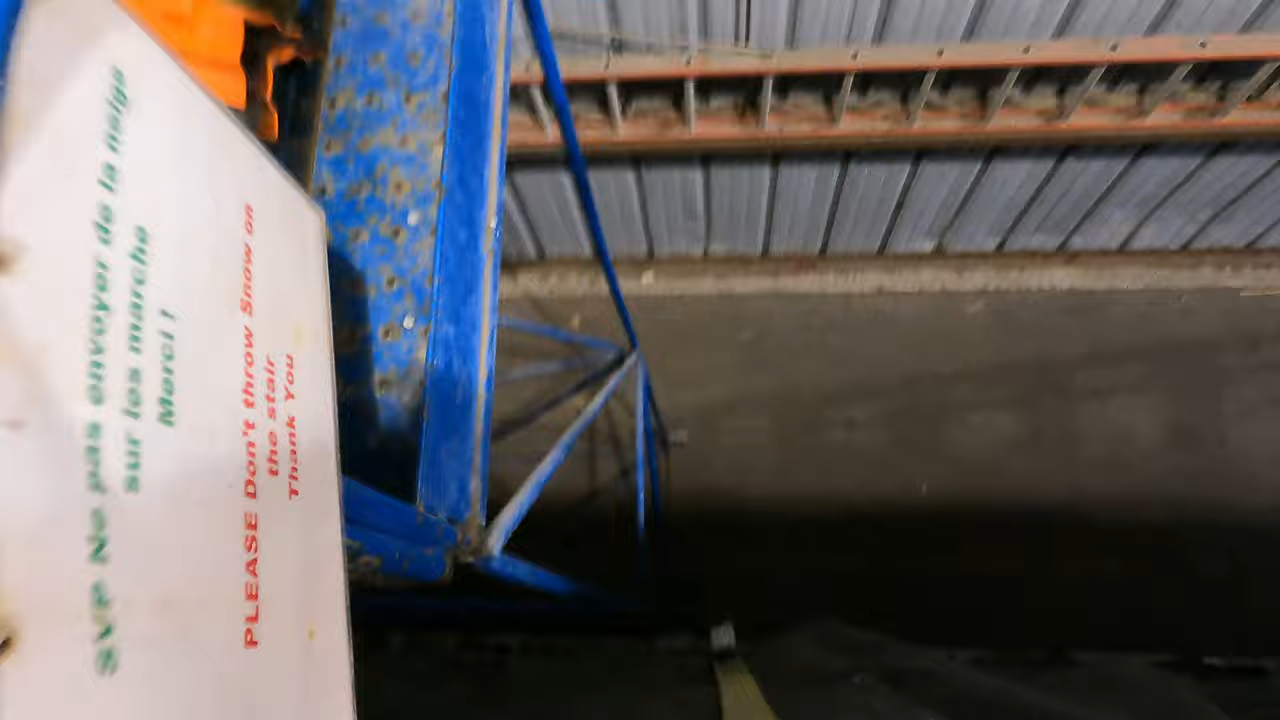 SVP Ne pas envoyer de la neige
sur les marche
Merci !
PLEASE Don't throw Snow on
the stair
Thank You